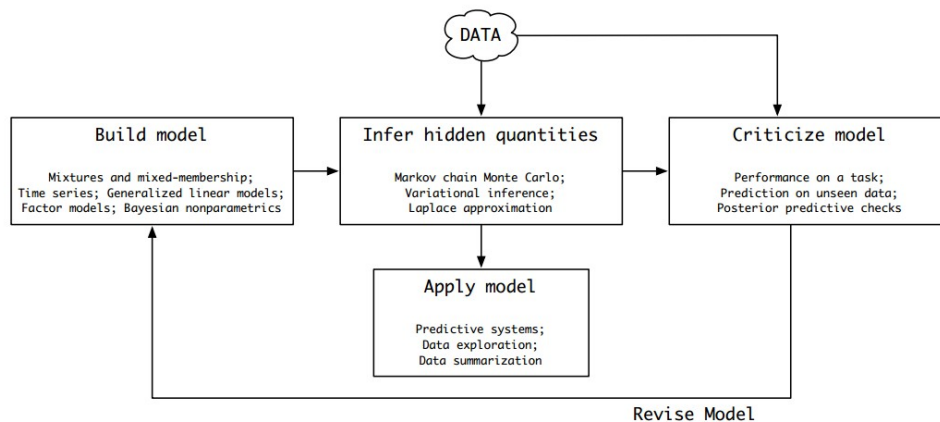 DATA
Build model
Mixtures and mixed-membership;
Time series; Generalized linear models;
Factor models; Bayesian nonparametrics
Infer hidden quantities
Markov chain Monte Carlo;
Variational inference;
Laplace approximation
Criticize model
Performance on a task;
Prediction on unseen data;
Posterior predictive checks
Apply model
Predictive systems;
Data exploration;
Data summarization
Revise Model